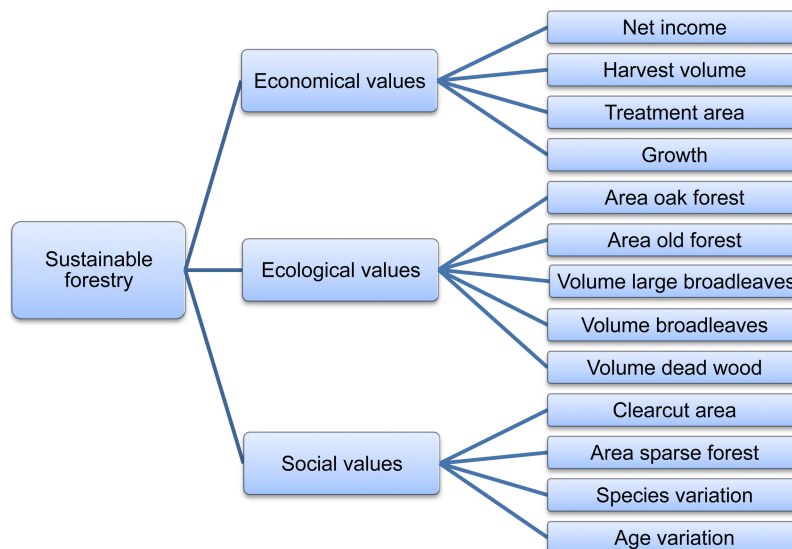 Sustainable
forestry
Economical values
Ecological values
Social values
Net income
Harvest volume
Treatment area
Growth
Area oak forest
Area old forest
Volume large broadleaves
Volume broadleaves
Volume dead wood
Clearcut area
Area sparse forest
Species variation
Age variation